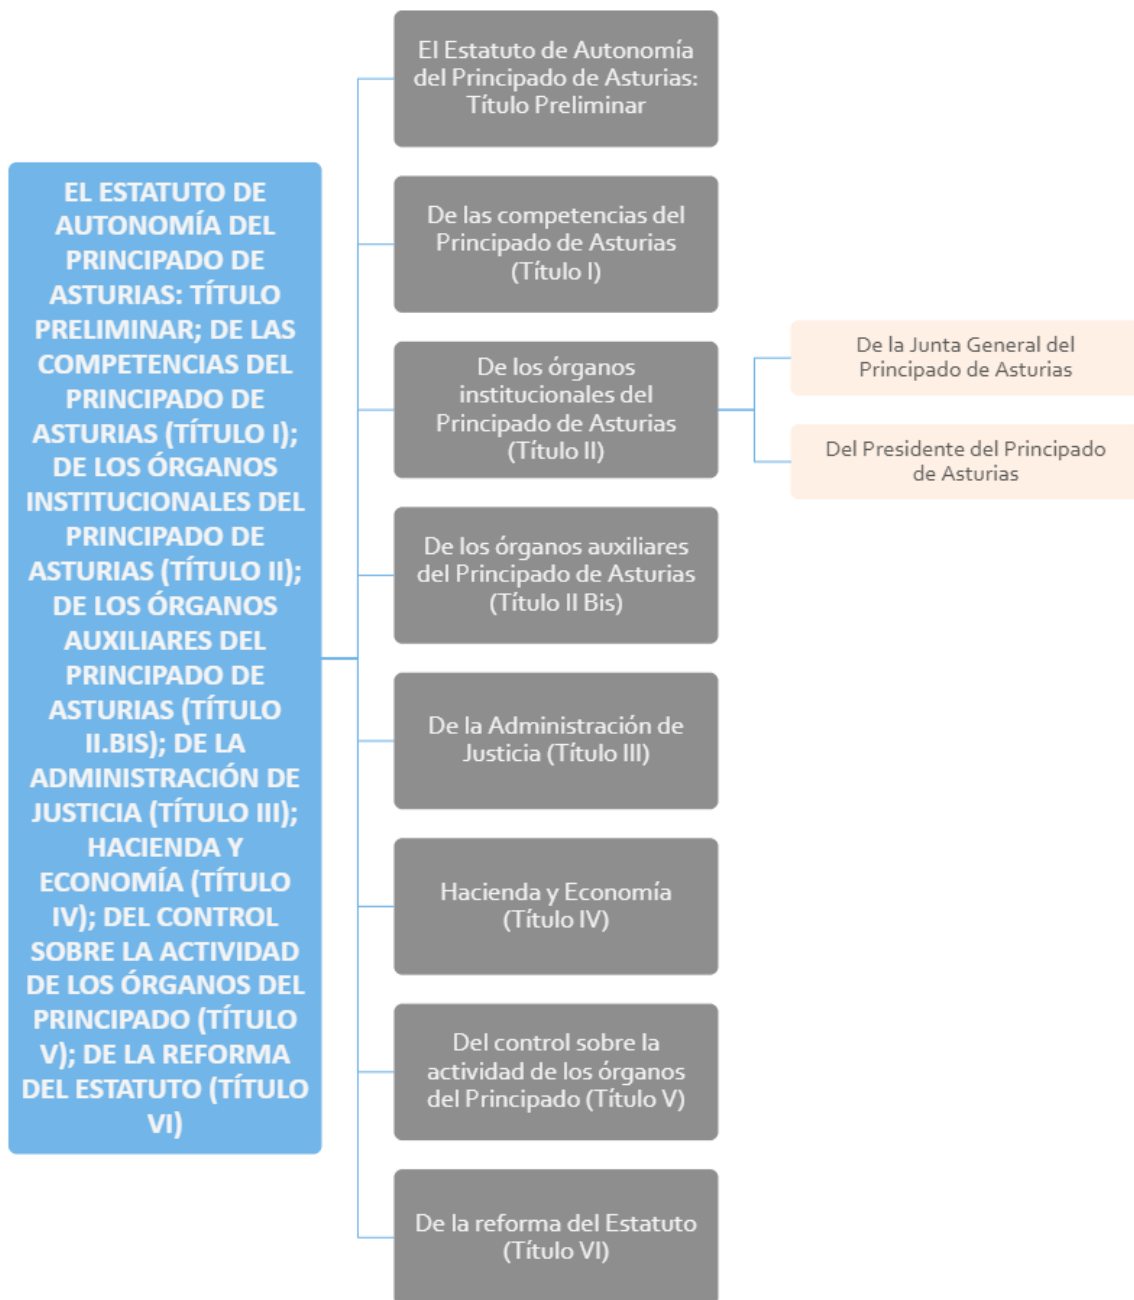 EL ESTATUTO DE
AUTONOMÍA DEL
PRINCIPADO DE
ASTURIAS: TÍTULO
PRELIMINAR; DE LAS
COMPETENCIAS DEL
PRINCIPADO DE
ASTURIAS (TÍTULO I);
DE LOS ÓRGANOS
INSTITUCIONALES DEL
PRINCIPADO DE
ASTURIAS (TÍTULO II);
DE LOS ÓRGANOS
AUXILIARES DEL
PRINCIPADO DE
ASTURIAS (TÍTULO
II.BIS); DE LA
ADMINISTRACIÓN DE
JUSTICIA (TÍTULO III);
HACIENDA Y
ECONOMÍA (TÍTULO
IV); DEL CONTROL
SOBRE LA ACTIVIDAD
DE LOS ÓRGANOS DEL
PRINCIPADO (TÍTULO
V); DE LA REFORMA
DEL ESTATUTO (TÍTULO
VI)
El Estatuto de Autonomía
del Principado de Asturias:
Título Preliminar
De las competencias del
Principado de Asturias
(Título I)
De los órganos
institucionales del
Principado de Asturias
(Título II)
De la Junta General del
Principado de Asturias
Del Presidente del Principado
de Asturias
De los órganos auxiliares
del Principado de Asturias
(Título II Bis)
De la Administración de
Justicia (Título III)
Hacienda y Economía
(Título IV)
Del control sobre la
actividad de los órganos
del Principado (Título V)
De la reforma del Estatuto
(Título VI)